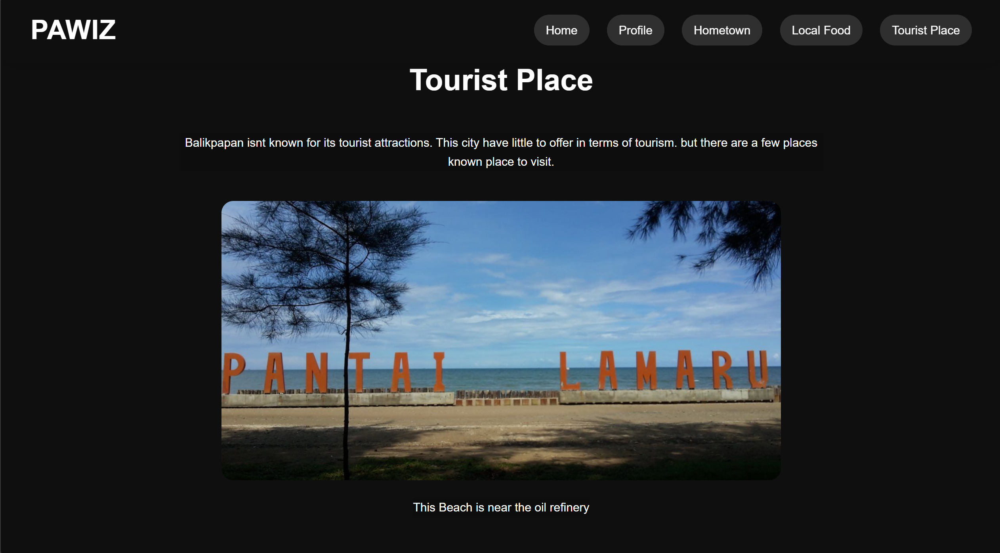 PAWIZ
Home Profile Hometown Local Food Tourist Place
Tourist Place
Balikpapan isnt known for its tourist attractions. This city have little to offer in terms of tourism. but there are a few places
known place to visit.
PANTAI LAMARU
This Beach is near the oil refinery